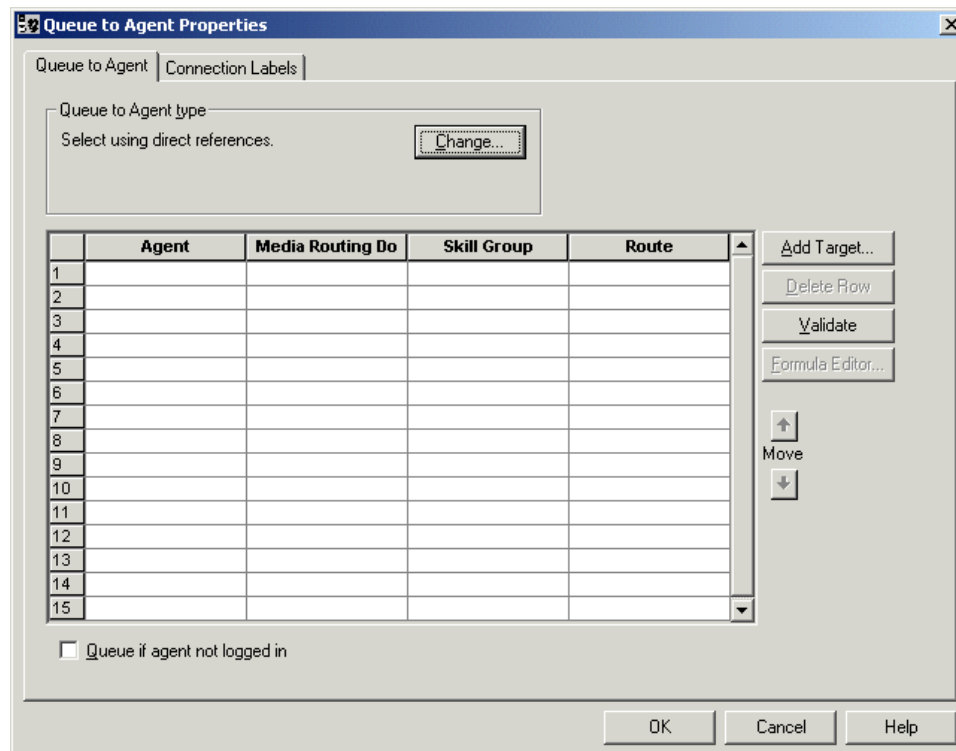 Queue to Agent Properties
Queue to Agent
Connection Labels
Queue to Agent type
Select using direct references.
Change...
Agent
Media Routing Do
Skill Group
Route
Add Target...
Delete Row
Validate
Formula Editor...
Move
1
2
3
4
5
6
7
8
9
10
11
12
13
14
15
Queue if agent not logged in
OK
Cancel
Help